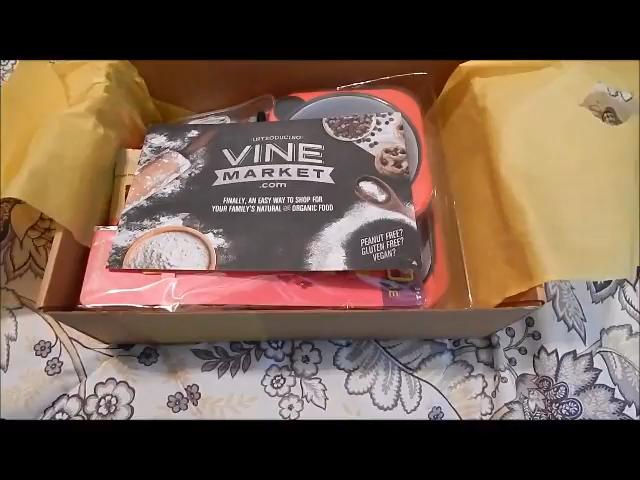 INTRODUCING
VINE
MARKET
.com
FINALLY, AN EASY WAY TO SHOP FOR
YOUR FAMILY'S NATURAL AND ORGANIC FOOD
PEANUT FREE?
GLUTEN FREE?
VEGAN?